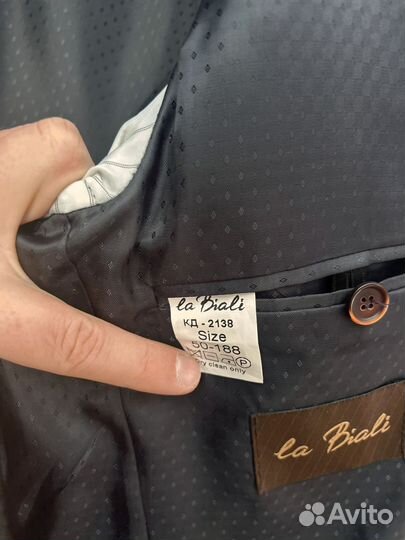 la Biali
КД - 2138
Size
50-188
P
Dry clean only
la Biali
Avito